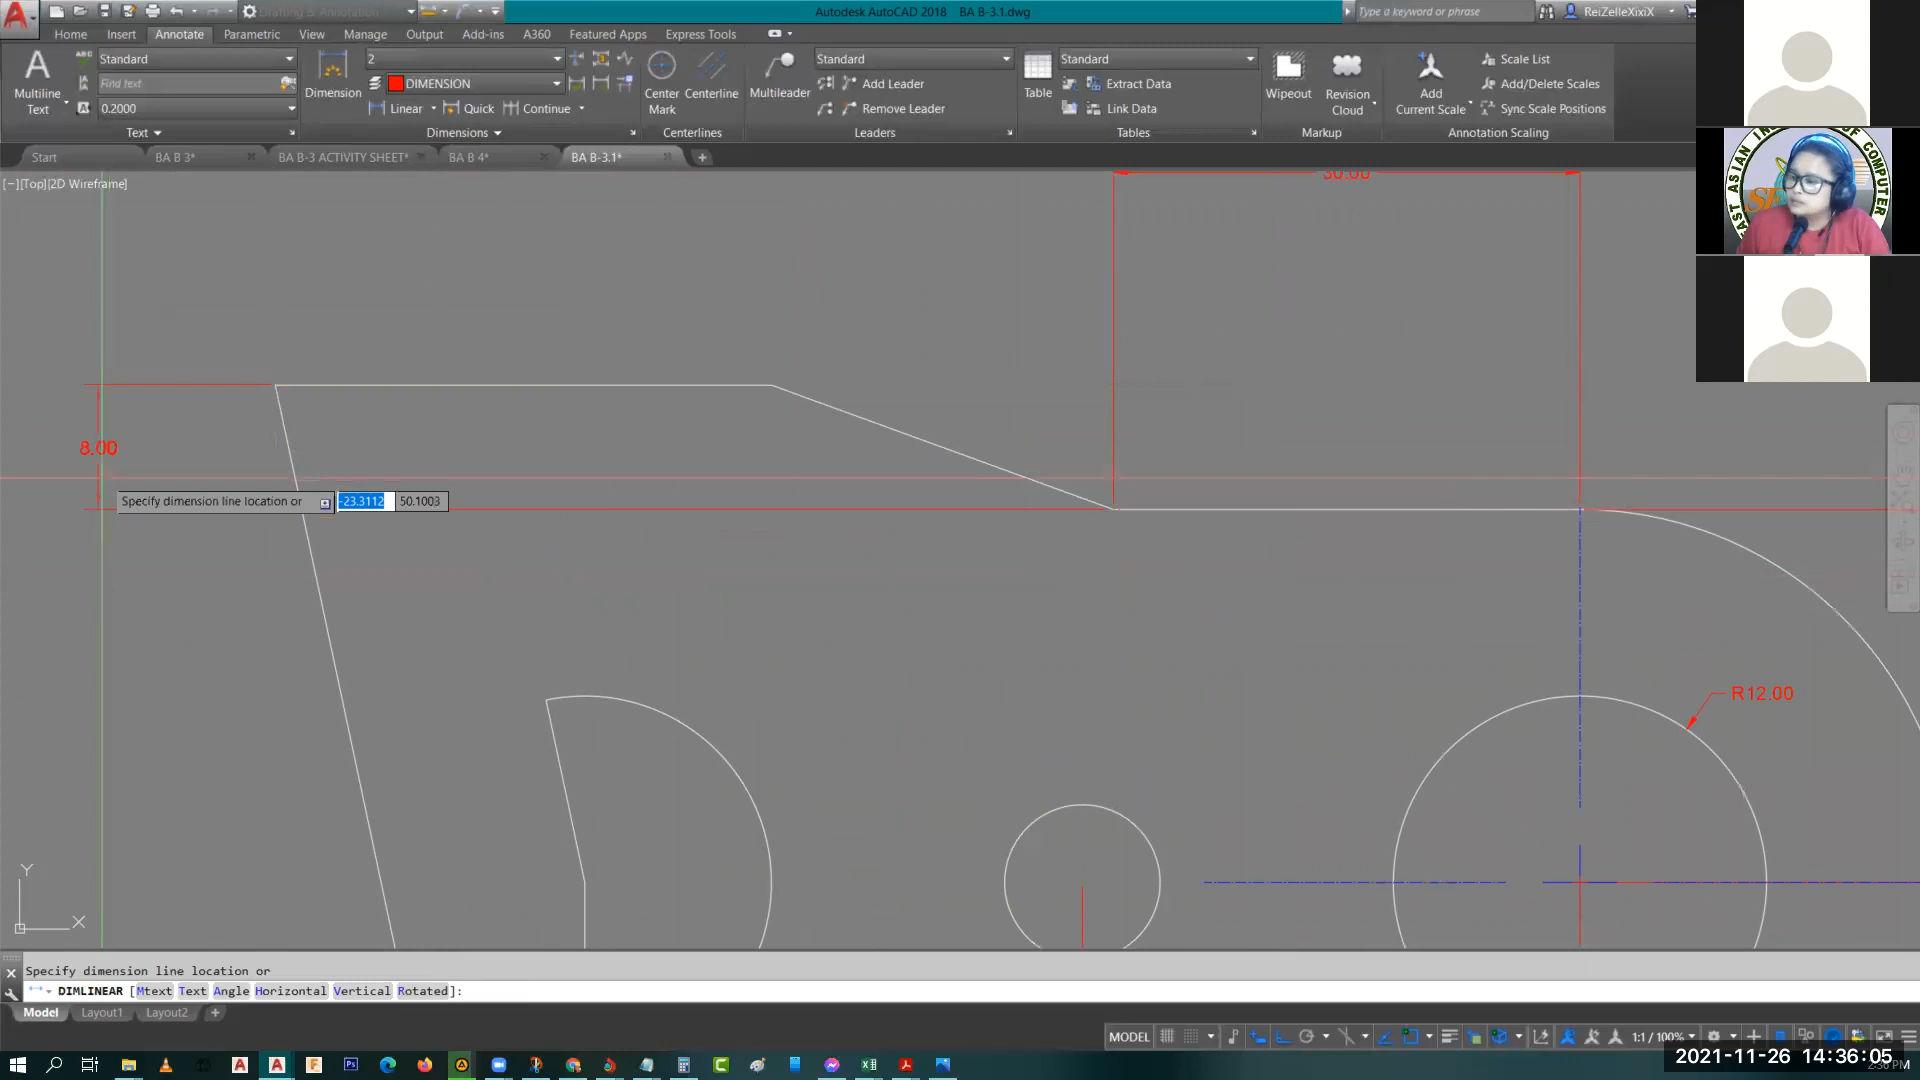 Drafting & Annotation
Autodesk AutoCAD 2018 BA B-3.1.dwg
Type a keyword or phrase
ReiZelleXixiX
Home Insert Annotate Parametric View Manage Output Add-ins A360 Featured Apps Express Tools
Multiline Text
Standard
Find text
0.2000
Text
Dimension
2
DIMENSION
Linear Quick Continue
Dimensions
Center Mark
Centerline
Centerlines
Multileader
Standard
Add Leader
Remove Leader
Leaders
Table
Standard
Extract Data
Link Data
Tables
Wipeout
Revision Cloud
Markup
Add Current Scale
Scale List
Add/Delete Scales
Sync Scale Positions
Annotation Scaling
Start BA B 3* BA B-3 ACTIVITY SHEET* BA B 4* BA B-3.1*
[−][Top][2D Wireframe]
30.00
8.00
Specify dimension line location or -23.3112 50.1003
R12.00
Y
X
Specify dimension line location or
DIMLINEAR [Mtext Text Angle Horizontal Vertical Rotated]:
Model Layout1 Layout2
MODEL
1:1 / 100%
2021-11-26 14:36:05